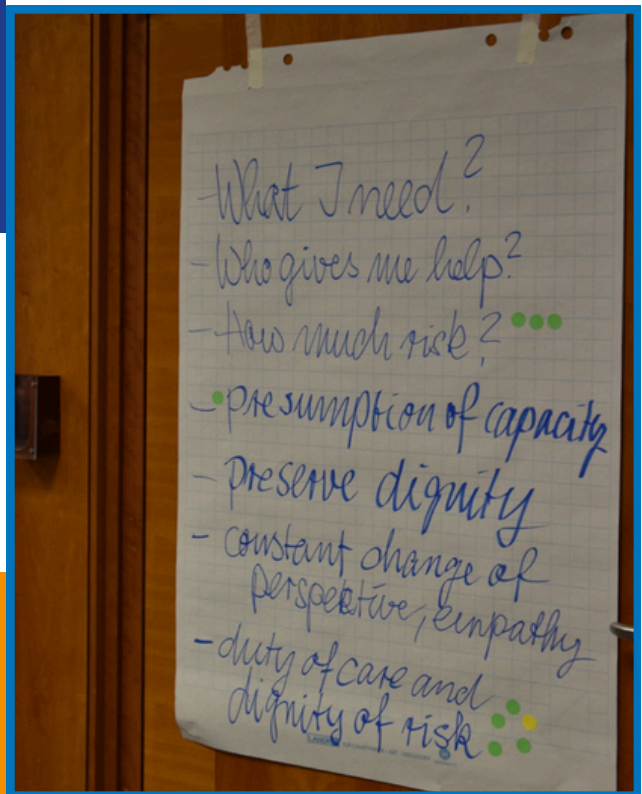 - What I need?
- Who gives me help?
- How much risk?
- presumption of capacity
- preserve dignity
- constant change of
perspektive, empathy
- duty of care and
dignity of risk